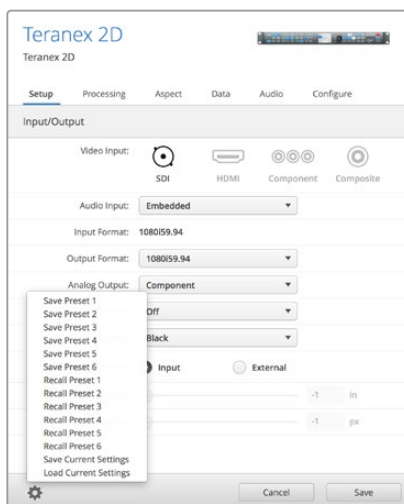 Teranex 2D
Teranex 2D
Setup Processing Aspect Data Audio Configure
Input/Output
Video Input:
SDI HDMI Component Composite
Audio Input: Embedded
Input Format: 1080i59.94
Output Format: 1080i59.94
Analog Output: Component
Off
Black
Input External
-1 ln
-1 px
Save Preset 1
Save Preset 2
Save Preset 3
Save Preset 4
Save Preset 5
Save Preset 6
Recall Preset 1
Recall Preset 2
Recall Preset 3
Recall Preset 4
Recall Preset 5
Recall Preset 6
Save Current Settings
Load Current Settings
Cancel Save